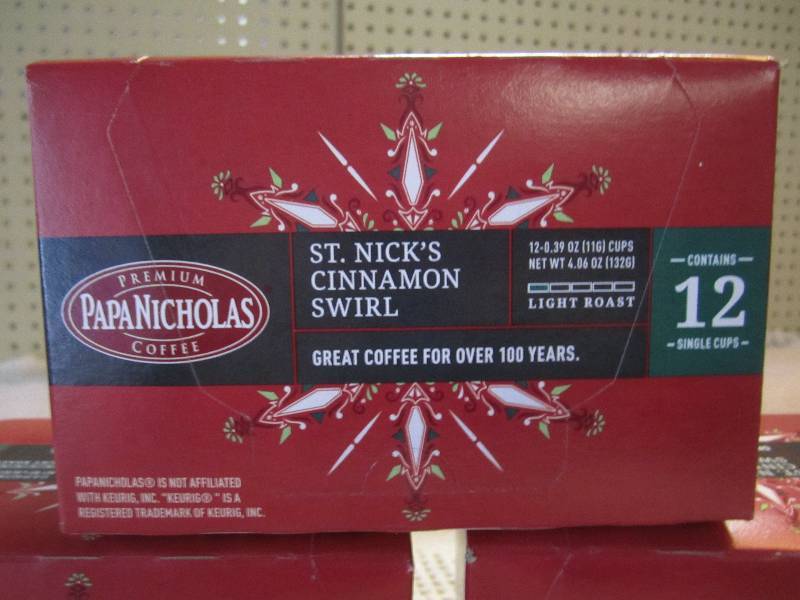 PREMIUM
PAPANICHOLAS
COFFEE
ST. NICK'S
CINNAMON
SWIRL
12-0.39 OZ (11G) CUPS
NET WT 4.06 OZ (132G)
LIGHT ROAST
GREAT COFFEE FOR OVER 100 YEARS.
CONTAINS
12
SINGLE CUPS
PAPANICHOLAS® IS NOT AFFILIATED
WITH KEURIG, INC. "KEURIG® " IS A
REGISTERED TRADEMARK OF KEURIG, INC.